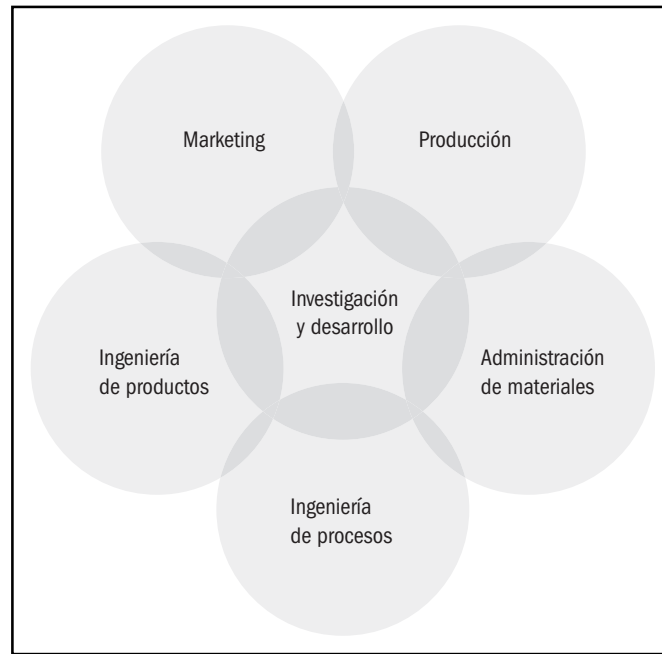 Marketing
Producción
Investigación
y desarrollo
Ingeniería
de productos
Administración
de materiales
Ingeniería
de procesos